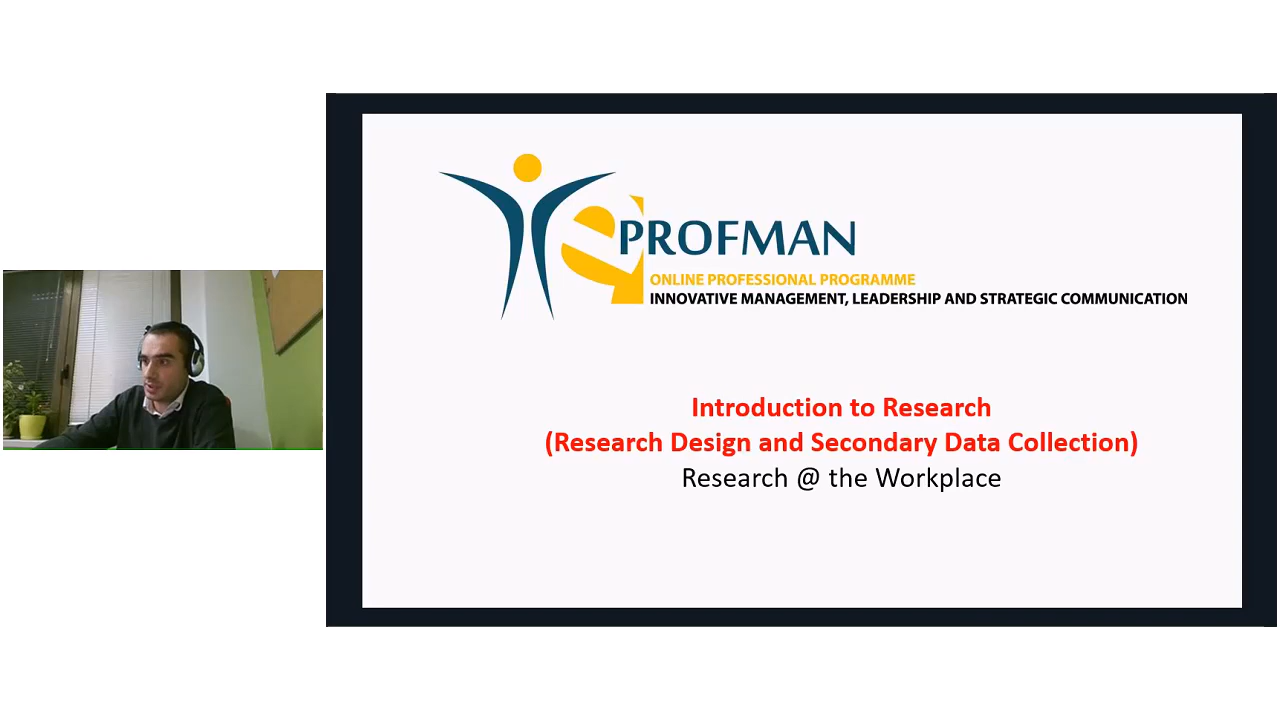 ePROFMAN
ONLINE PROFESSIONAL PROGRAMME
INNOVATIVE MANAGEMENT, LEADERSHIP AND STRATEGIC COMMUNICATION
Introduction to Research
(Research Design and Secondary Data Collection)
Research @ the Workplace